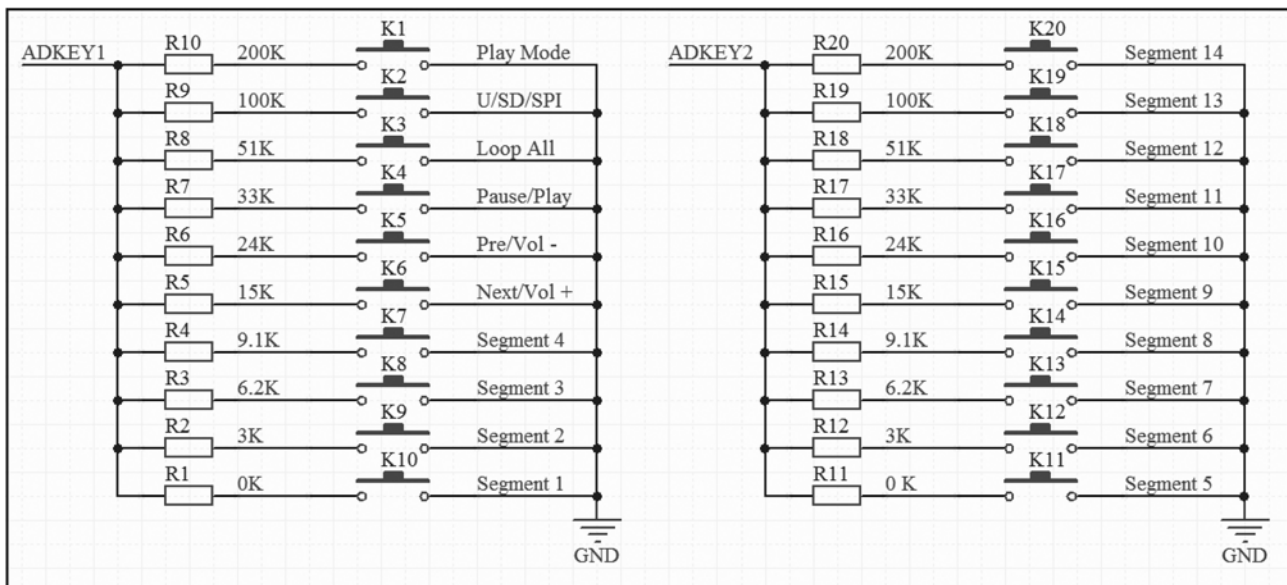 ADKEY1
R10 200K K1 Play Mode
R9 100K K2 U/SD/SPI
R8 51K K3 Loop All
R7 33K K4 Pause/Play
R6 24K K5 Pre/Vol -
R5 15K K6 Next/Vol +
R4 9.1K K7 Segment 4
R3 6.2K K8 Segment 3
R2 3K K9 Segment 2
R1 0K K10 Segment 1
GND
ADKEY2
R20 200K K20 Segment 14
R19 100K K19 Segment 13
R18 51K K18 Segment 12
R17 33K K17 Segment 11
R16 24K K16 Segment 10
R15 15K K15 Segment 9
R14 9.1K K14 Segment 8
R13 6.2K K13 Segment 7
R12 3K K12 Segment 6
R11 0 K K11 Segment 5
GND